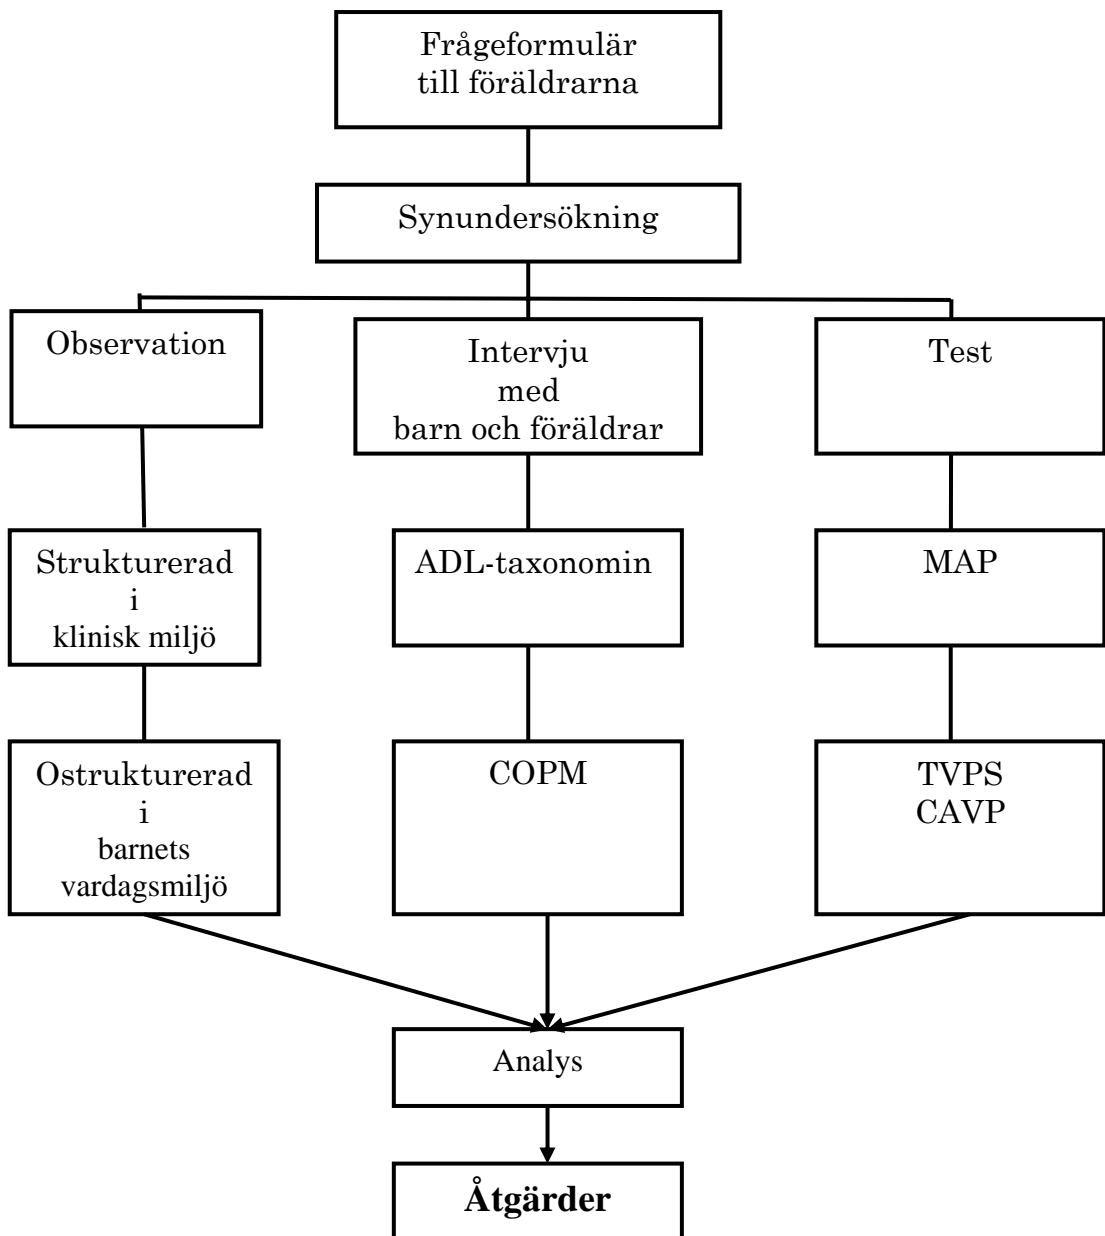 Frågeformulär
till föräldrarna
Synundersökning
Observation
Intervju
med
barn och föräldrar
Test
Strukturerad
i
klinisk miljö
ADL-taxonomin
MAP
Ostrukturerad
i
barnets
vardagsmiljö
COPM
TVPS
CAVP
Analys
Åtgärder